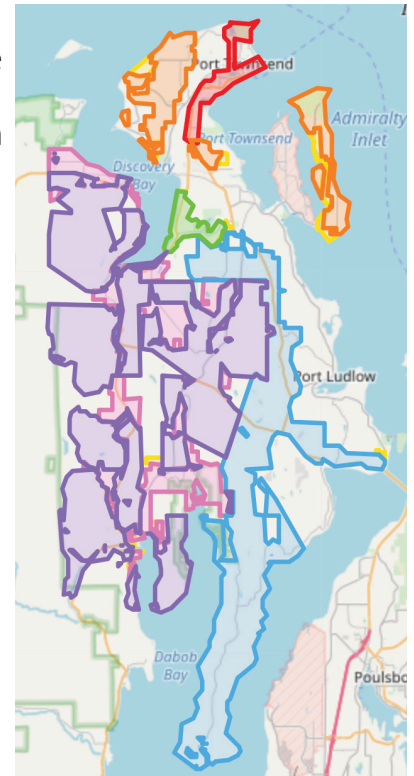 Port Townsend
Admiralty
Inlet
Port Townsend
Discovery
Bay
Port Ludlow
Dabob
Bay
Poulsbo